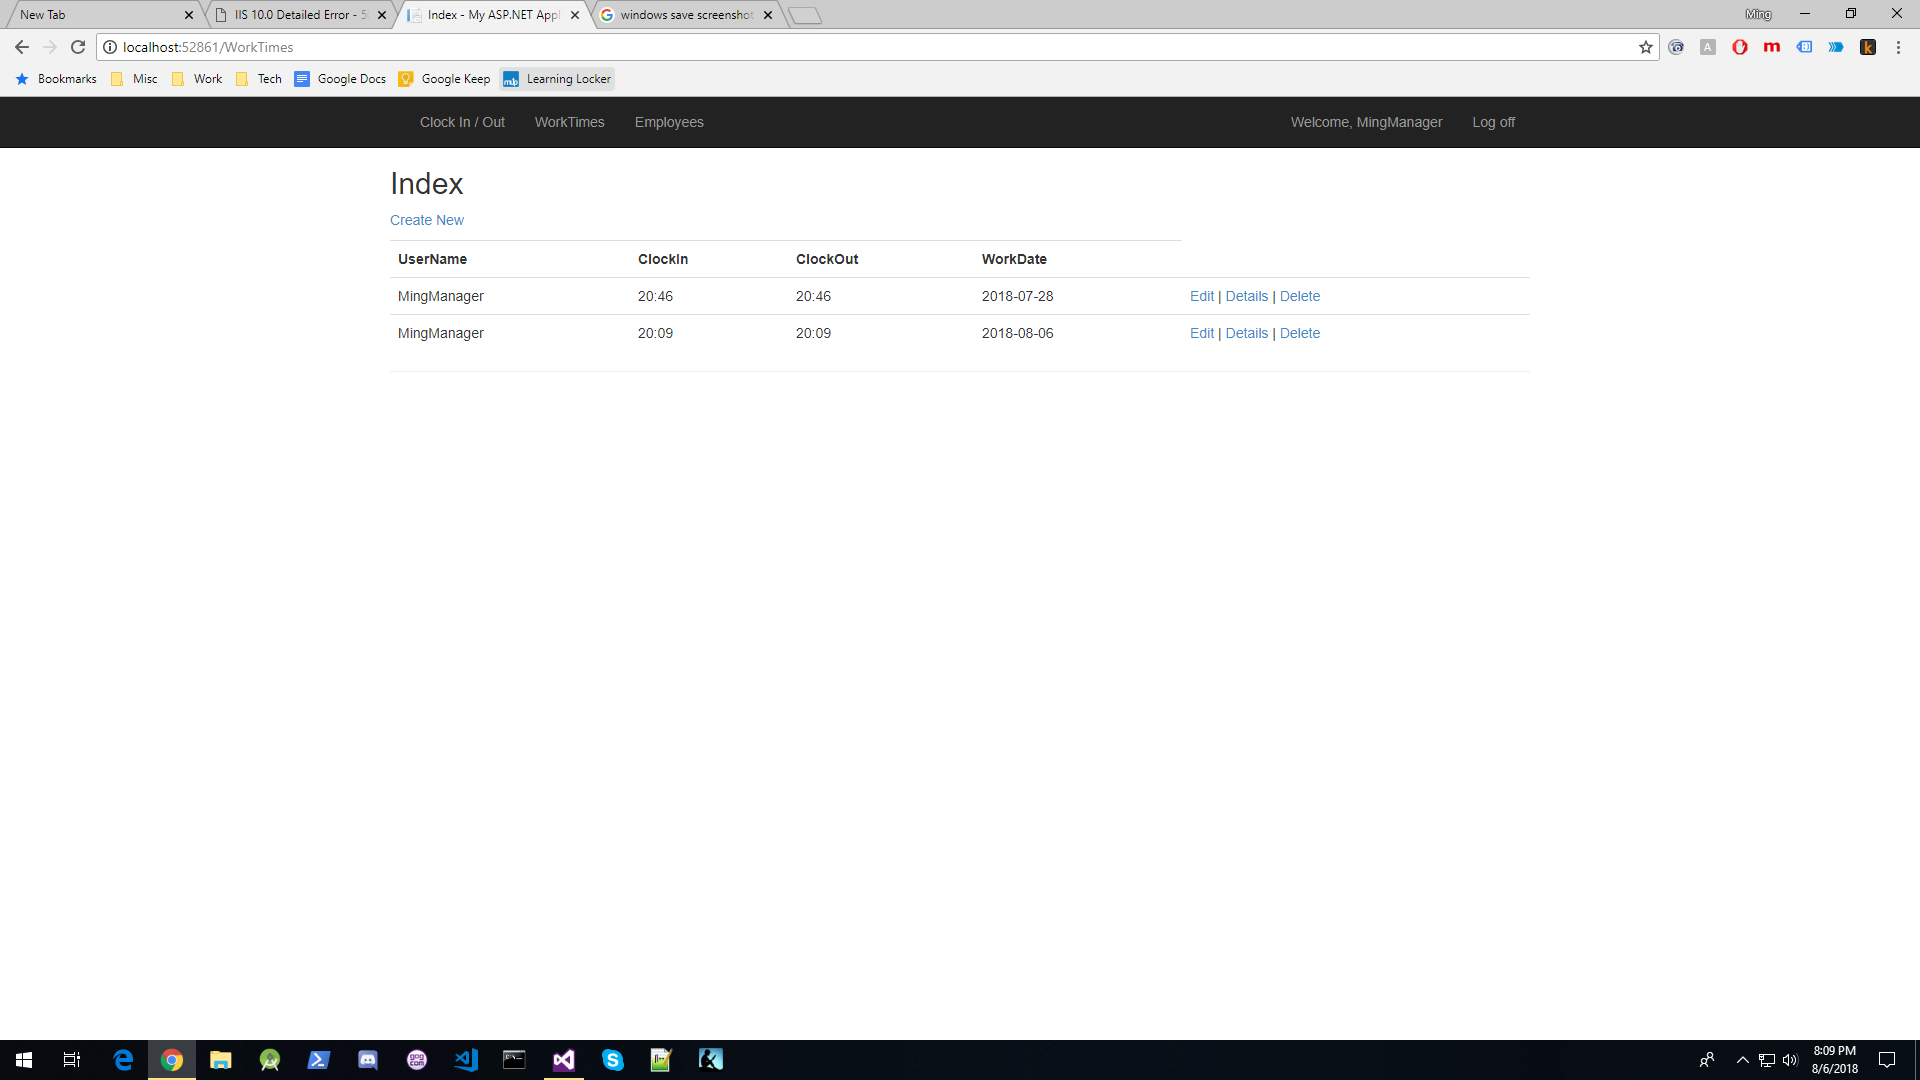 New Tab
IIS 10.0 Detailed Error - 5
Index - My ASP.NET Appl
windows save screenshot
Ming
localhost:52861/WorkTimes
Bookmarks
Misc
Work
Tech
Google Docs
Google Keep
Learning Locker
Clock In / Out
WorkTimes
Employees
Welcome, MingManager
Log off
Index
Create New
UserName ClockIn ClockOut WorkDate
MingManager 20:46 20:46 2018-07-28 Edit | Details | Delete
MingManager 20:09 20:09 2018-08-06 Edit | Details | Delete
8:09 PM
8/6/2018